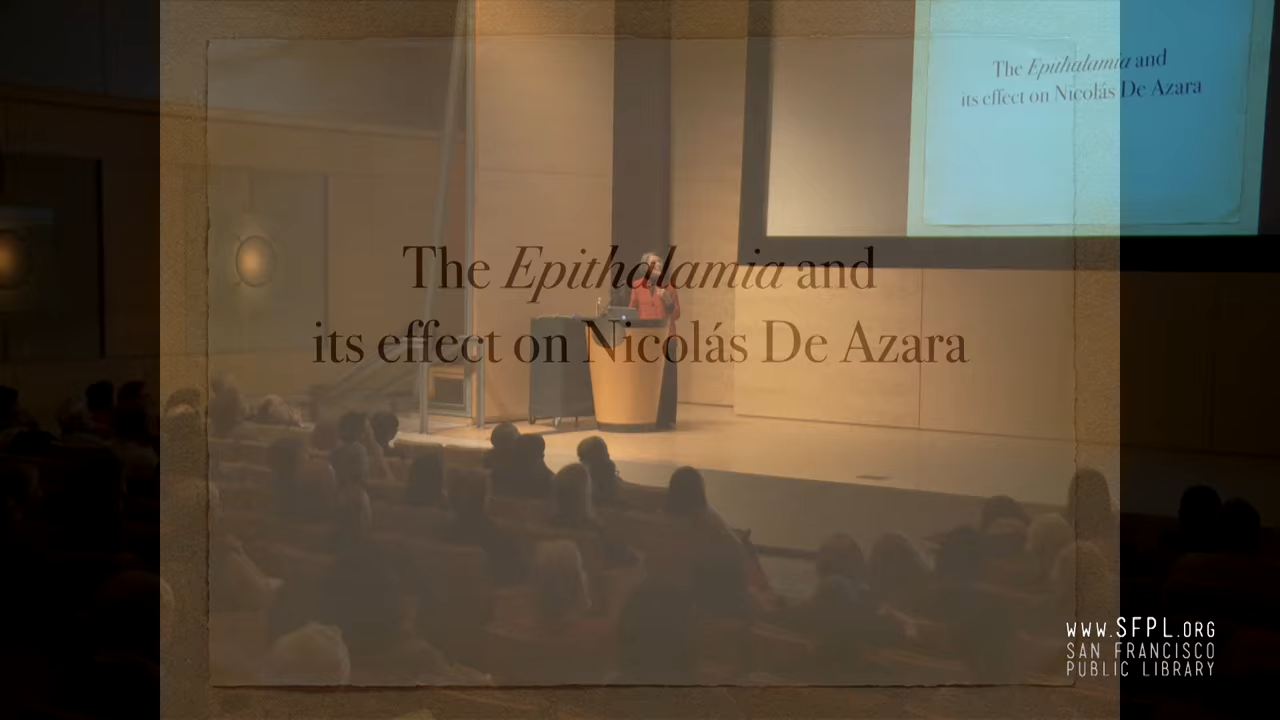 The Epithalamia and
its effect on Nicolás De Azara
The Epithalamia and
its effect on Nicolás De Azara
www.SFPL.ORG
SAN FRANCISCO
PUBLIC LIBRARY